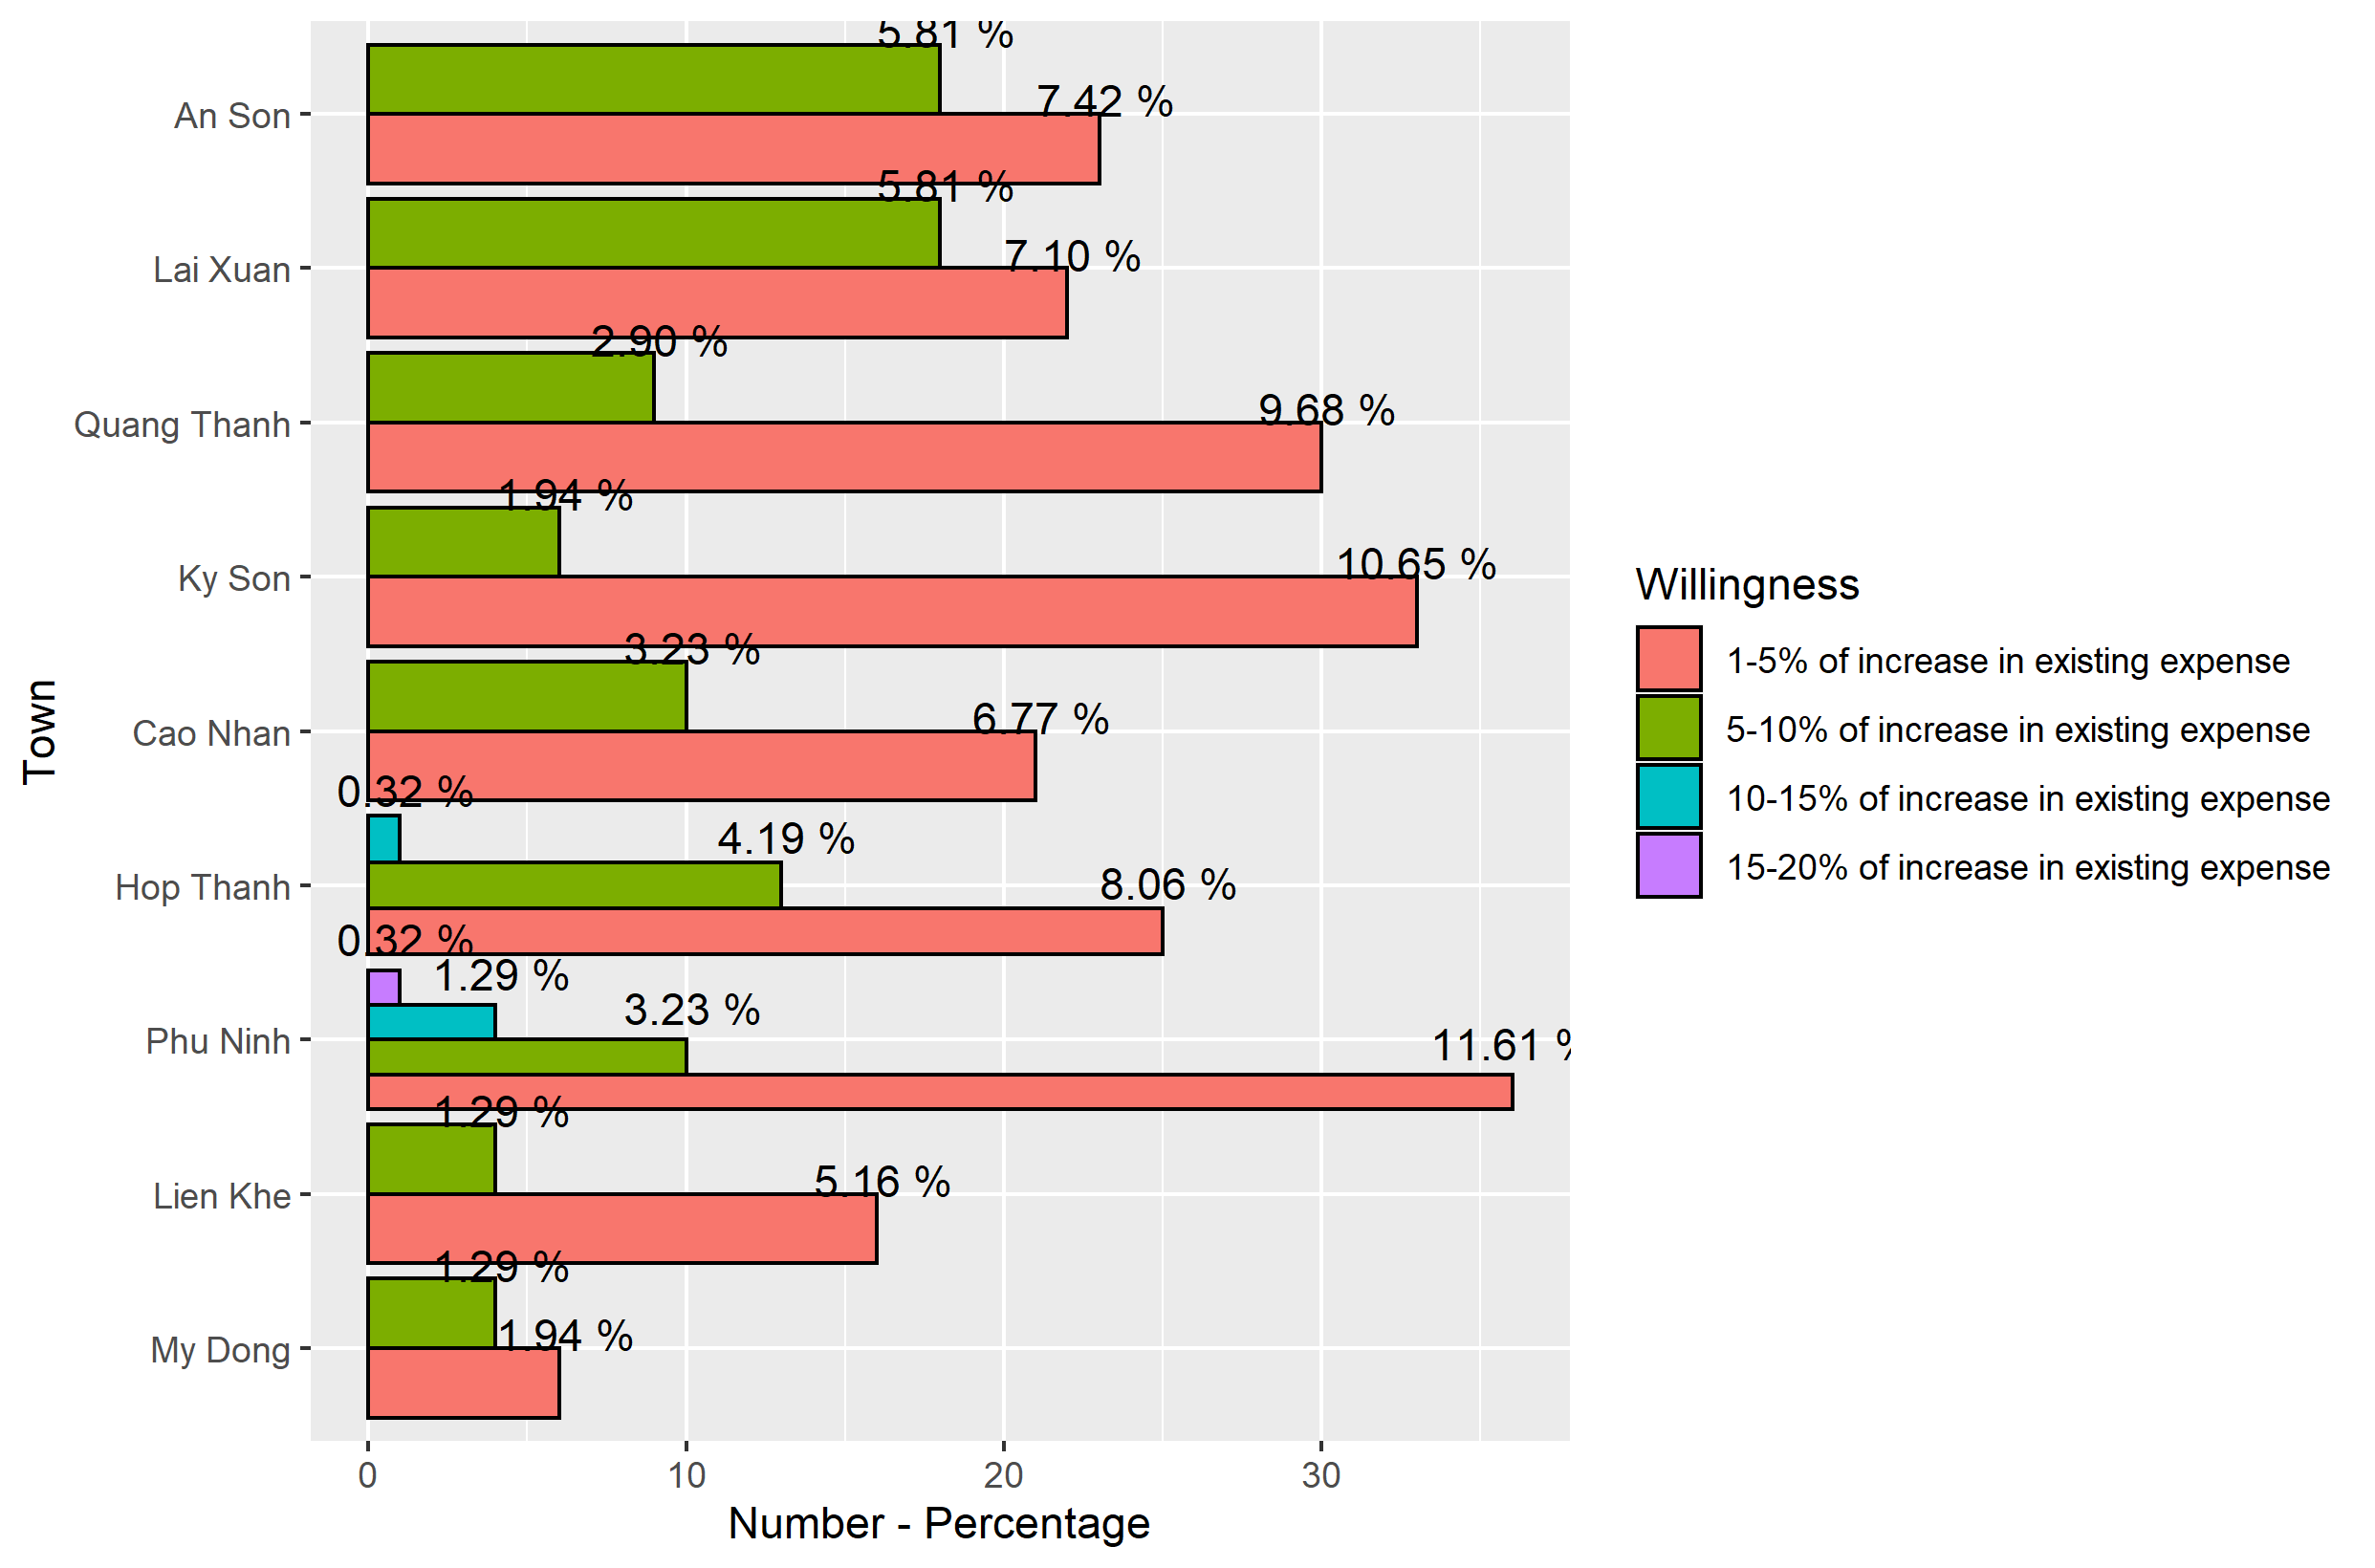 5.81 %
An Son
7.42 %
5.81 %
Lai Xuan
7.10 %
2.90 %
Quang Thanh
9.68 %
1.94 %
Ky Son
10.65 %
3.23 %
Cao Nhan
6.77 %
0.32 %
4.19 %
Hop Thanh
8.06 %
0.32 %
1.29 %
3.23 %
Phu Ninh
11.61 %
1.29 %
Lien Khe
5.16 %
1.29 %
My Dong
1.94 %
0 10 20 30
Number - Percentage
Town
Willingness
1-5% of increase in existing expense
5-10% of increase in existing expense
10-15% of increase in existing expense
15-20% of increase in existing expense